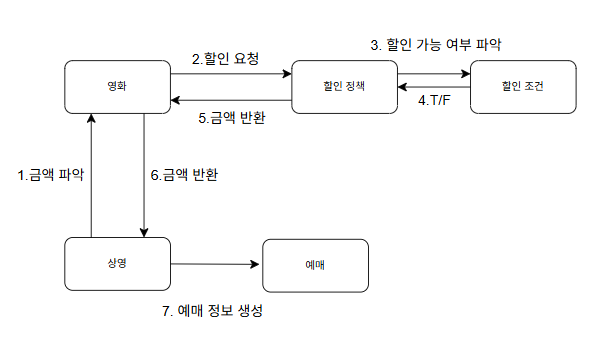 3. 할인 가능 여부 파악
2.할인 요청
영화
할인 정책
할인 조건
4.T/F
5.금액 반환
1.금액 파악
6.금액 반환
상영
예매
7. 예매 정보 생성